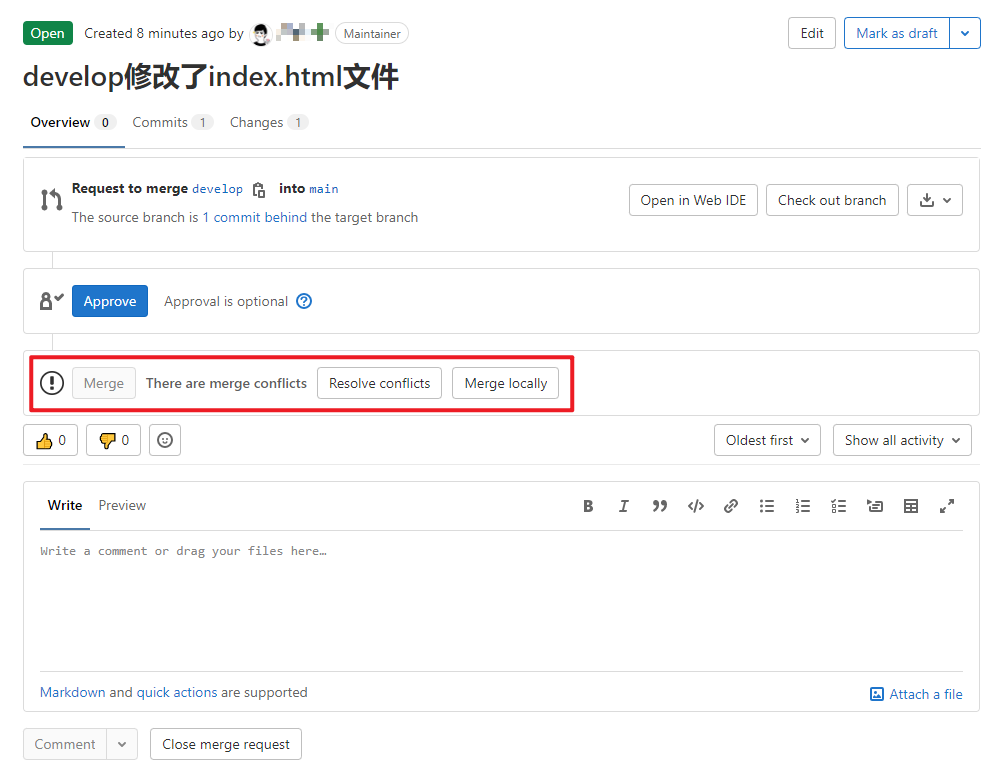 Open Created 8 minutes ago by Maintainer Edit Mark as draft
develop修改了index.html文件
Overview 0 Commits 1 Changes 1
Request to merge develop into main
The source branch is 1 commit behind the target branch
Open in Web IDE Check out branch
Approve Approval is optional ?
Merge There are merge conflicts Resolve conflicts Merge locally
0 0 Oldest first Show all activity
Write Preview
Write a comment or drag your files here…
Markdown and quick actions are supported Attach a file
Comment Close merge request